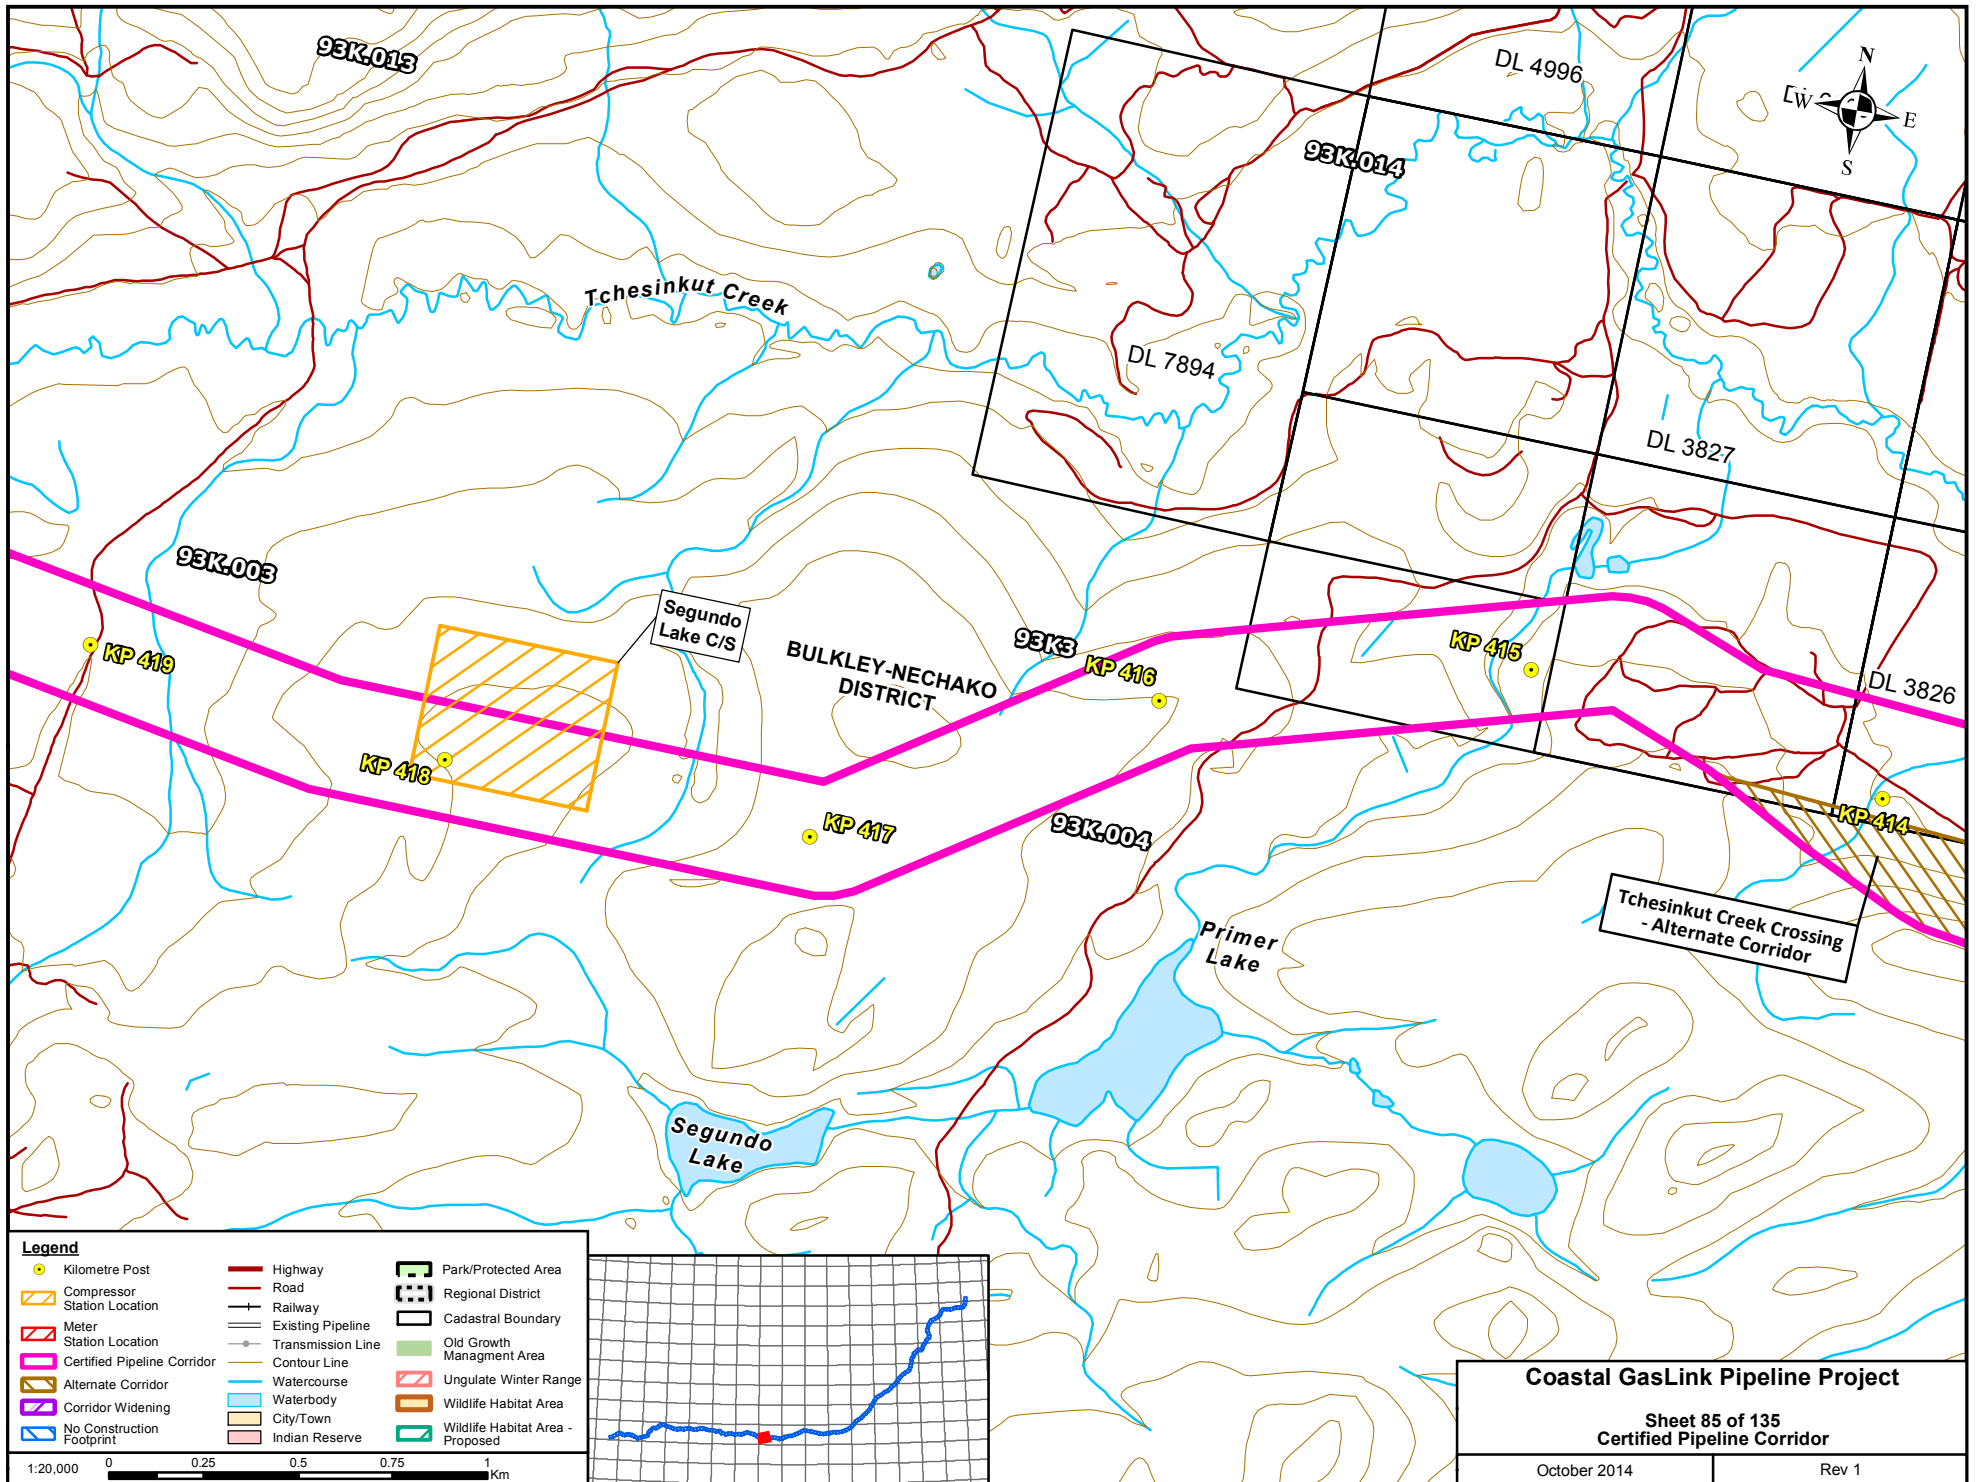 93K.013
DL 4996
N
W
E
S
93K.014
Tchesinkut Creek
DL 7894
DL 3827
93K.003
Segundo
Lake C/S
BULKLEY-NECHAKO
DISTRICT
93K3
KP 419
KP 416
KP 415
DL 3826
KP 418
KP 417
93K.004
KP 414
Tchesinkut Creek Crossing
- Alternate Corridor
Primer
Lake
Segundo
Lake
Legend
Kilometre Post
Compressor
Station Location
Meter
Station Location
Certified Pipeline Corridor
Alternate Corridor
Corridor Widening
No Construction
Footprint
Highway
Road
Railway
Existing Pipeline
Transmission Line
Contour Line
Watercourse
Waterbody
City/Town
Indian Reserve
Park/Protected Area
Regional District
Cadastral Boundary
Old Growth
Managment Area
Ungulate Winter Range
Wildlife Habitat Area
Wildlife Habitat Area -
Proposed
1:20,000
0 0.25 0.5 0.75 1
Km
Coastal GasLink Pipeline Project
Sheet 85 of 135
Certified Pipeline Corridor
October 2014
Rev 1